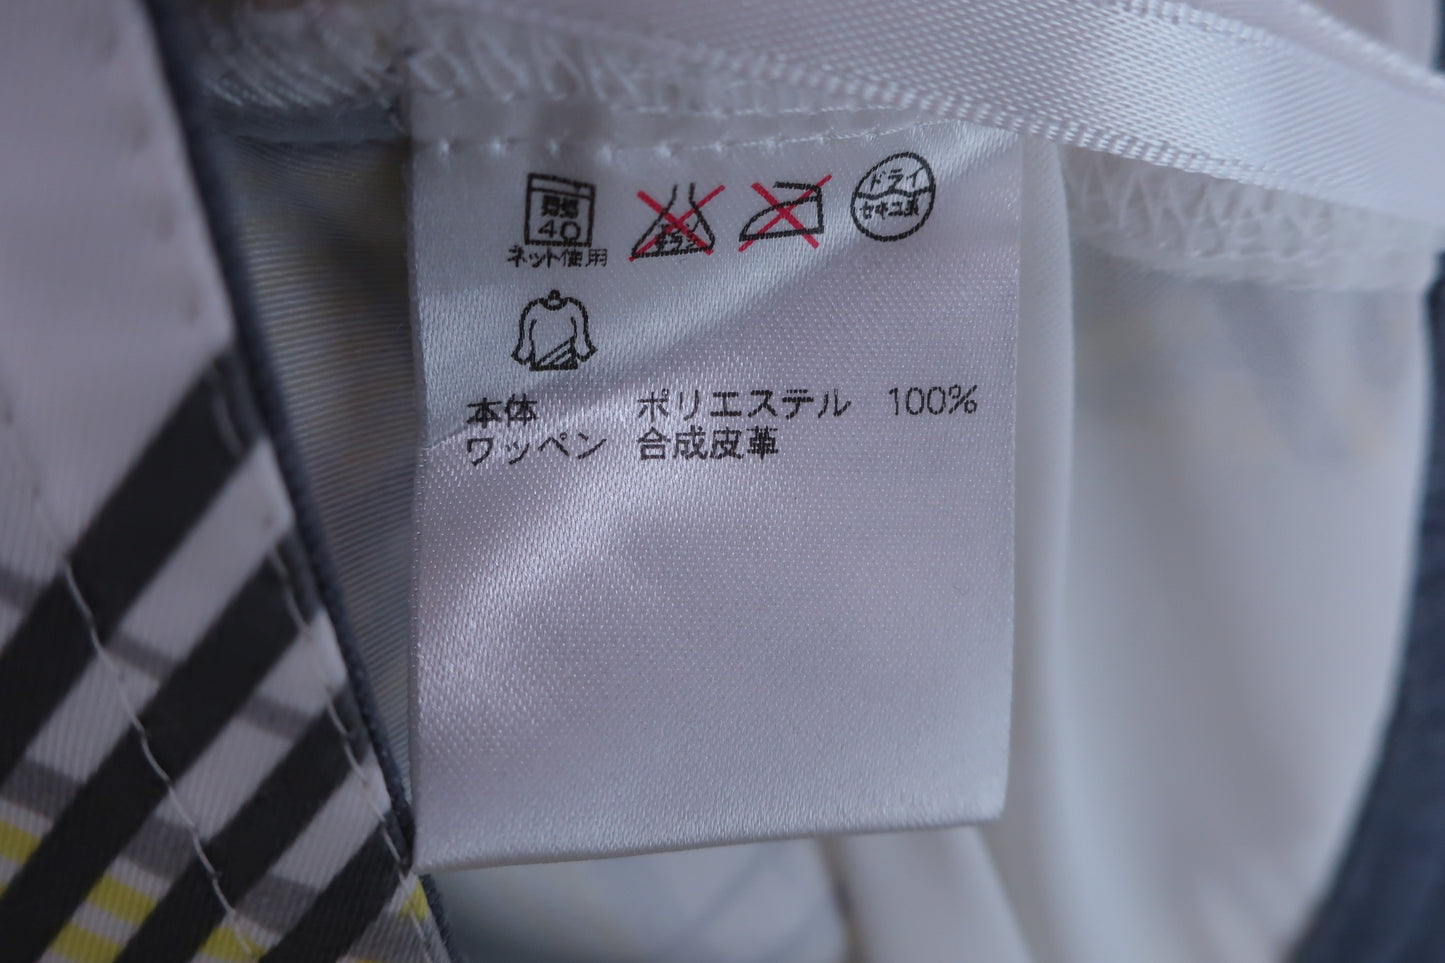 弱 40 ドライ
ネット使用 セキユ系
本体 ポリエステル 100%
ワッペン 合成皮革